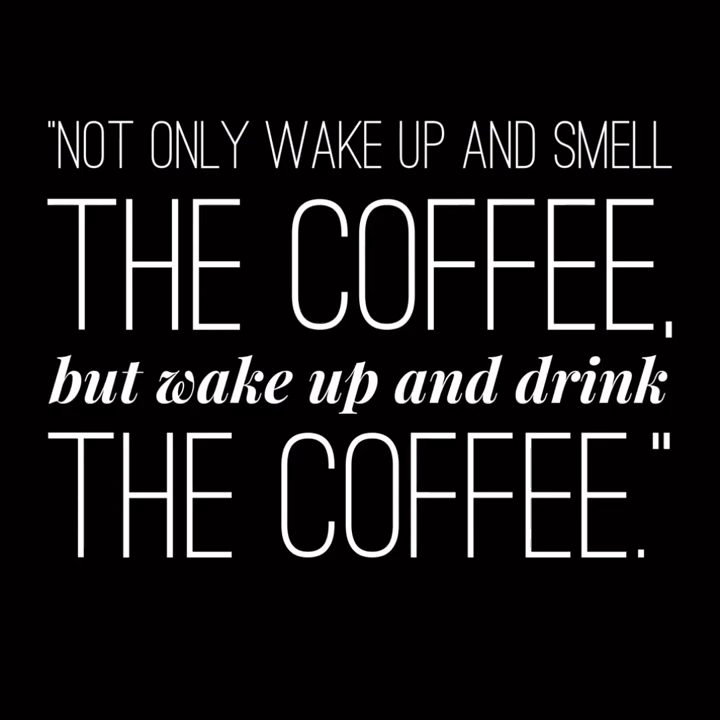 "NOT ONLY WAKE UP AND SMELL
THE COFFEE,
but wake up and drink
THE COFFEE."